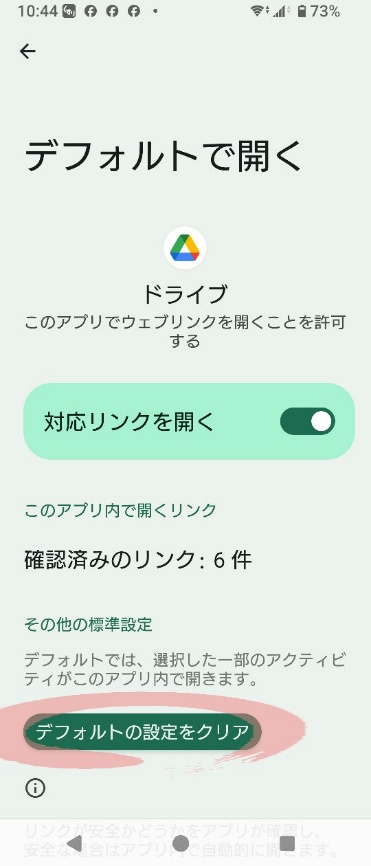 10:44
73%
デフォルトで開く
ドライブ
このアプリでウェブリンクを開くことを許可
する
対応リンクを開く
このアプリ内で開くリンク
確認済みのリンク: 6 件
その他の標準設定
デフォルトでは、選択した一部のアクティビ
ティがこのアプリ内で開きます。
デフォルトの設定をクリア
リンクが安全かどうかをアプリが確認し、
安全な場合はアプリ内で自動的に開きます。